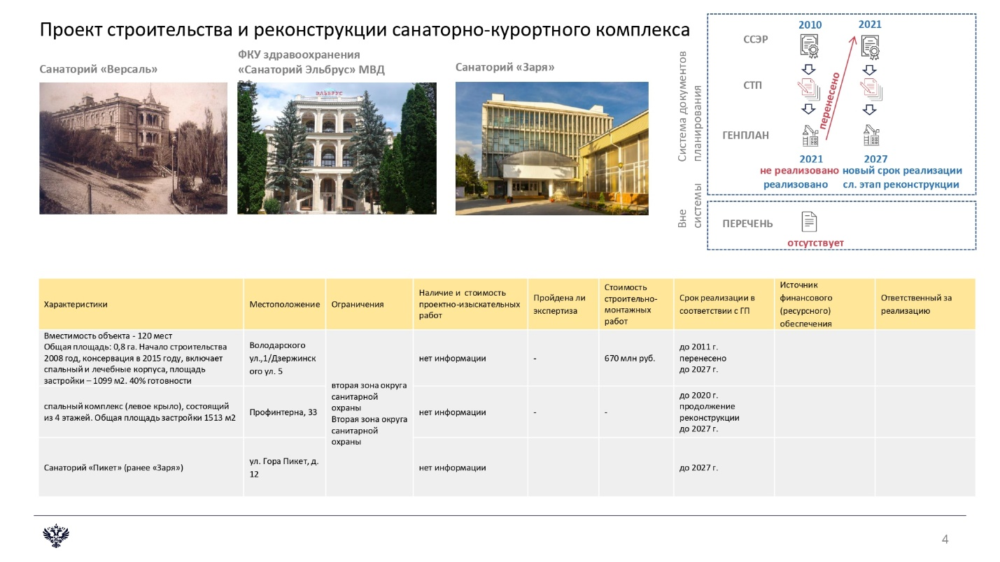 Проект строительства и реконструкции санаторно-курортного комплекса
Санаторий «Версаль»
ФКУ здравоохранения
«Санаторий Эльбрус» МВД
Санаторий «Заря»
ЭЛЬБРУС
Система документов
планирования
2010
2021
ССЭР
СТП
перенесено
ГЕНПЛАН
2021
2027
не реализовано
новый срок реализации
реализовано
сл. этап реконструкции
Вне
системы
ПЕРЕЧЕНЬ
отсутствует
Характеристики
Местоположение
Ограничения
Наличие и стоимость
проектно-изыскательных
работ
Пройдена ли
экспертиза
Стоимость
строительно-
монтажных
работ
Срок реализации в
соответствии с ГП
Источник
финансового
(ресурсного)
обеспечения
Ответственный за
реализацию
Вместимость объекта - 120 мест
Общая площадь: 0,8 га. Начало строительства
2008 год, консервация в 2015 году, включает
спальный и лечебные корпуса, площадь
застройки – 1099 м2. 40% готовности
Володарского
ул.,1/Дзержинск
ого ул. 5
вторая зона округа
санитарной
охраны
Вторая зона округа
санитарной
охраны
нет информации
-
670 млн руб.
до 2011 г.
перенесено
до 2027 г.
спальный комплекс (левое крыло), состоящий
из 4 этажей. Общая площадь застройки 1513 м2
Профинтерна, 33
нет информации
-
-
до 2020 г.
продолжение
реконструкции
до 2027 г.
Санаторий «Пикет» (ранее «Заря»)
ул. Гора Пикет, д.
12
нет информации
до 2027 г.
4